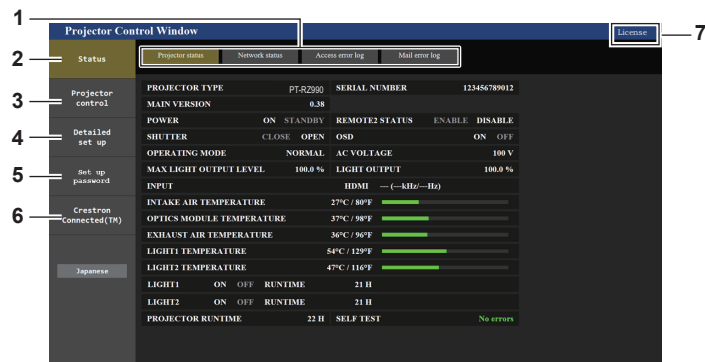 1
Projector Control Window
License
7
2
Status
Projector status
Network status
Access error log
Mail error log
3
Projector
control
4
Detailed
set up
5
Set up
password
6
Crestron
Connected(TM)
Japanese
PROJECTOR TYPE PT-RZ990 SERIAL NUMBER 123456789012
MAIN VERSION 0.38
POWER ON STANDBY REMOTE2 STATUS ENABLE DISABLE
SHUTTER CLOSE OPEN OSD ON OFF
OPERATING MODE NORMAL AC VOLTAGE 100 V
MAX LIGHT OUTPUT LEVEL 100.0 % LIGHT OUTPUT 100.0 %
INPUT HDMI --- (---kHz/---Hz)
INTAKE AIR TEMPERATURE 27°C / 80°F
OPTICS MODULE TEMPERATURE 37°C / 98°F
EXHAUST AIR TEMPERATURE 36°C / 96°F
LIGHT1 TEMPERATURE 54°C / 129°F
LIGHT2 TEMPERATURE 47°C / 116°F
LIGHT1 ON OFF RUNTIME 21 H
LIGHT2 ON OFF RUNTIME 21 H
PROJECTOR RUNTIME 22 H SELF TEST No errors